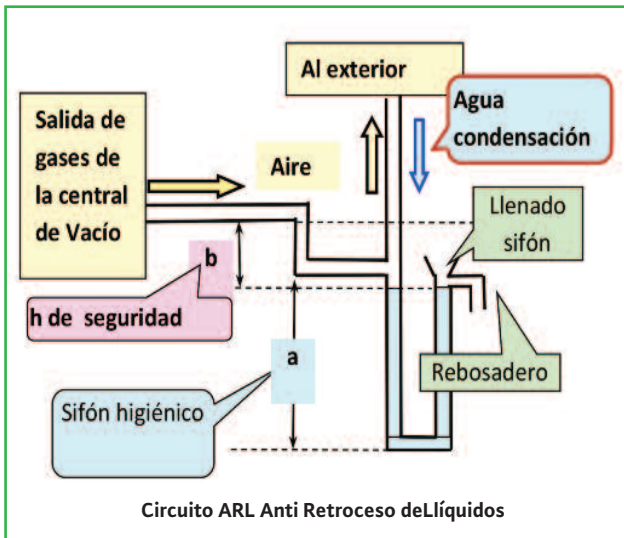 Al exterior
Agua
condensación
Salida de
gases de
la central
de Vacío
Aire
Llenado
sifón
b
h de seguridad
a
Rebosadero
Sifón higiénico
Circuito ARL Anti Retroceso deLlíquidos